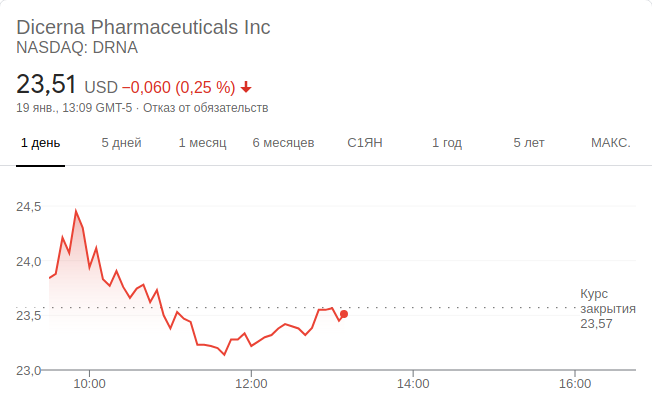 Dicerna Pharmaceuticals Inc
NASDAQ: DRNA
23,51 USD −0,060 (0,25 %)
19 янв., 13:09 GMT-5 · Отказ от обязательств
1 день 5 дней 1 месяц 6 месяцев С1ЯН 1 год 5 лет МАКС.
24,5
24,0
Курс
закрытия
23,57
23,5
23,0
10:00 12:00 14:00 16:00